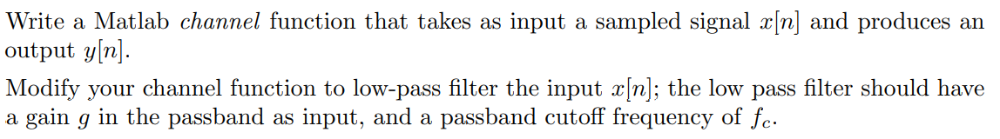 Write a Matlab channel function that takes as input a sampled signal x[n] and produces an
output y[n].
Modify your channel function to low-pass filter the input x[n]; the low pass filter should have
a gain g in the passband as input, and a passband cutoff frequency of fc.